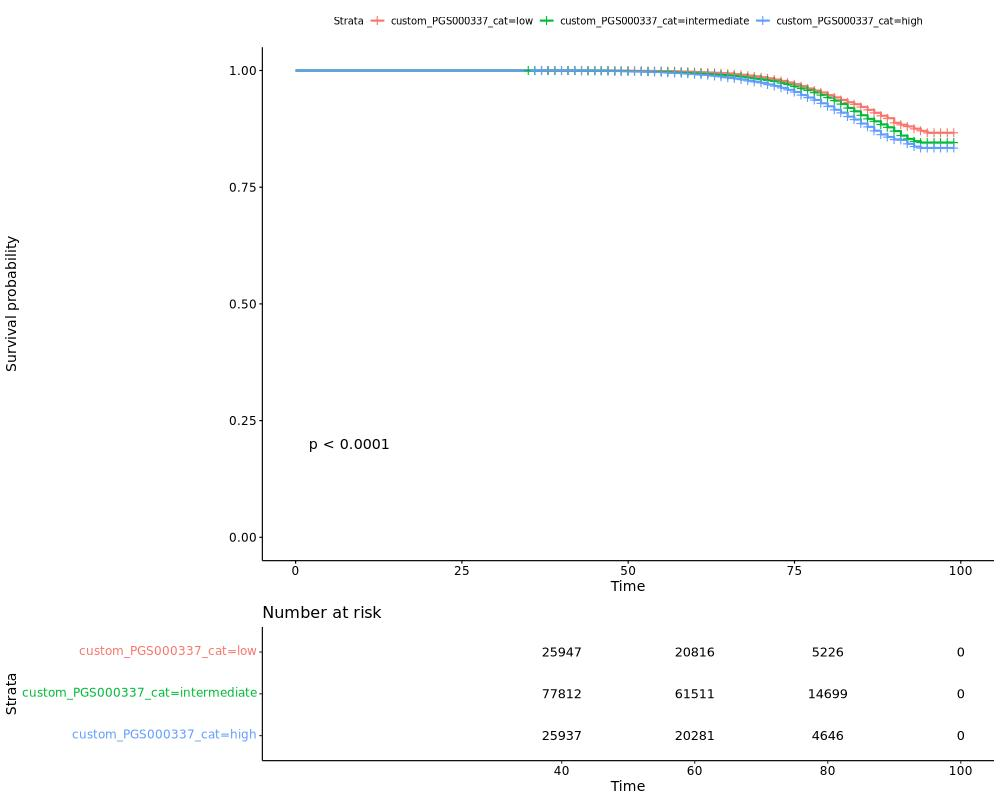 Strata custom_PGS000337_cat=low custom_PGS000337_cat=intermediate custom_PGS000337_cat=high
1.00
0.75
0.50
0.25
0.00
Survival probability
p < 0.0001
0 25 50 75 100
Time
Number at risk
Strata
custom_PGS000337_cat=low 25947 20816 5226 0
custom_PGS000337_cat=intermediate 77812 61511 14699 0
custom_PGS000337_cat=high 25937 20281 4646 0
40 60 80 100
Time